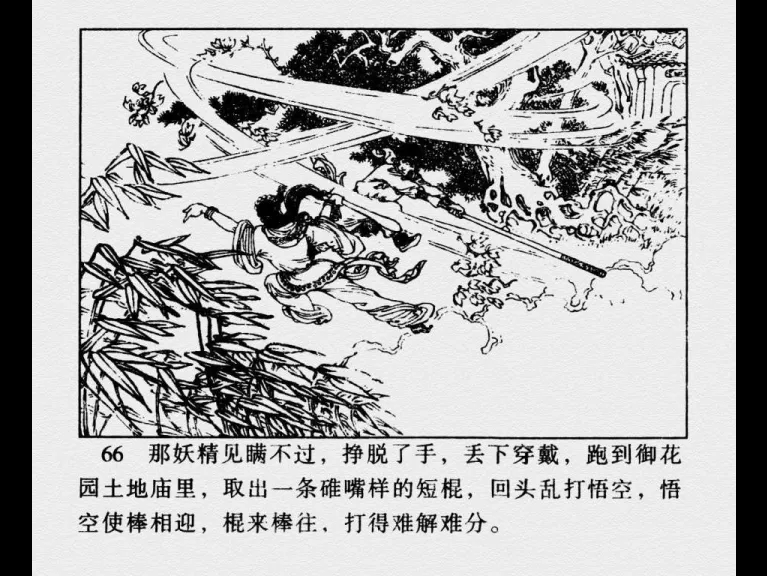 66 那妖精见瞒不过，挣脱了手，丢下穿戴，跑到御花
园土地庙里，取出一条碓嘴样的短棍，回头乱打悟空，悟
空使棒相迎，棍来棒往，打得难解难分。